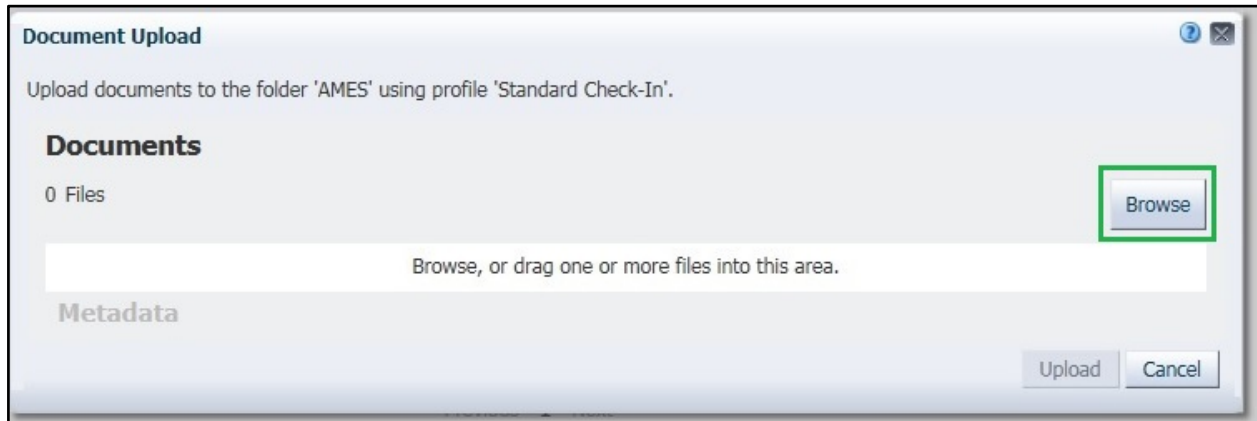 Document Upload
Upload documents to the folder 'AMES' using profile 'Standard Check-In'.
Documents
0 Files
Browse
Browse, or drag one or more files into this area.
Metadata
Upload Cancel